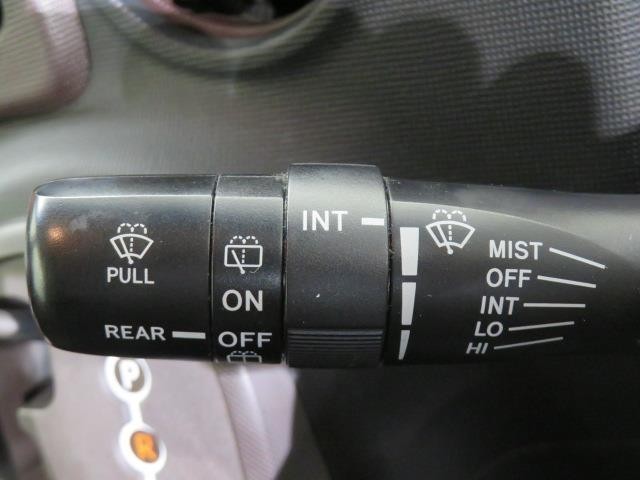 PULL
REAR
ON
OFF
INT
MIST
OFF
INT
LO
HI
P
R